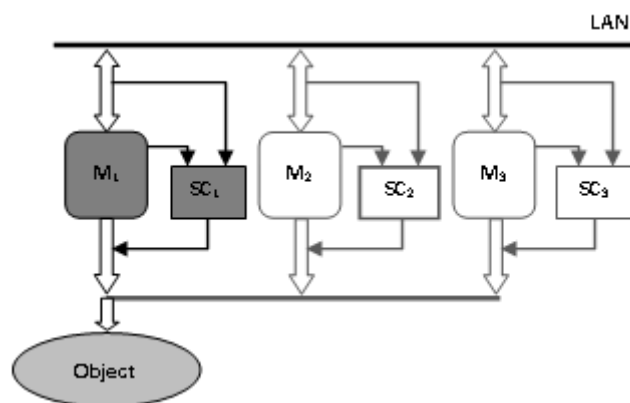 LAN
M₁
SC₁
M₂
SC₂
M₃
SC₃
Object